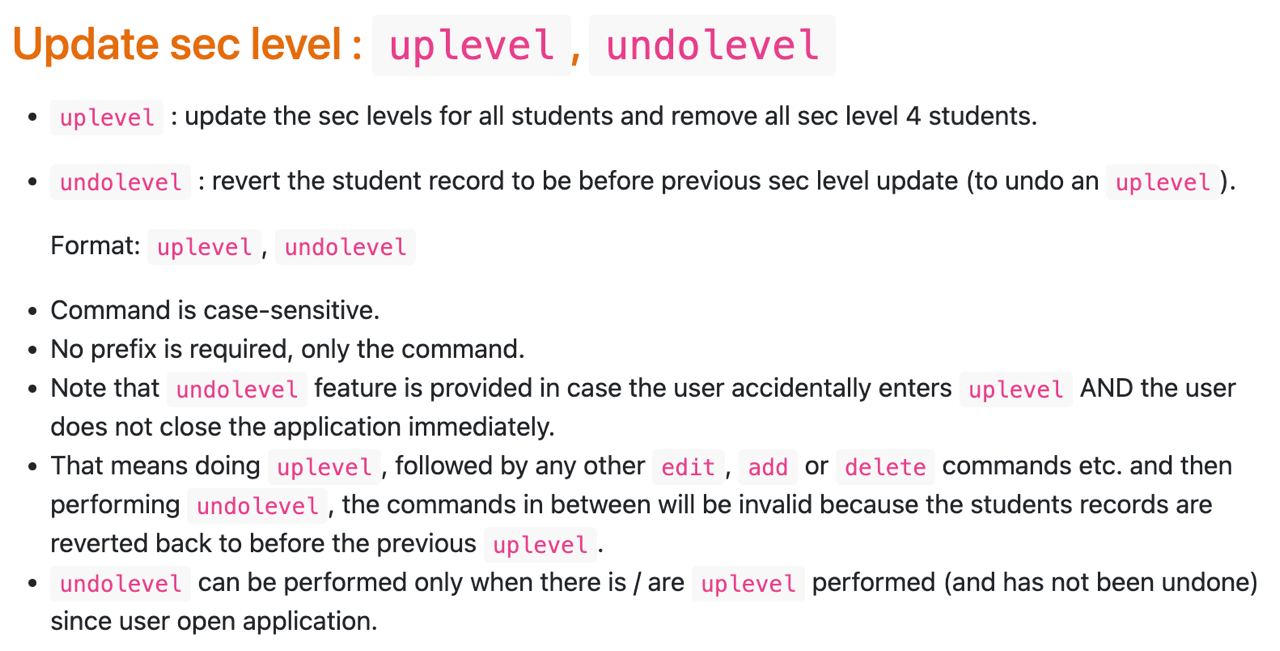 Update sec level : uplevel, undolevel
• uplevel : update the sec levels for all students and remove all sec level 4 students.
• undolevel : revert the student record to be before previous sec level update (to undo an uplevel).
Format: uplevel, undolevel
• Command is case-sensitive.
• No prefix is required, only the command.
• Note that undolevel feature is provided in case the user accidentally enters uplevel AND the user
does not close the application immediately.
• That means doing uplevel, followed by any other edit, add or delete commands etc. and then
performing undolevel, the commands in between will be invalid because the students records are
reverted back to before the previous uplevel.
• undolevel can be performed only when there is / are uplevel performed (and has not been undone)
since user open application.